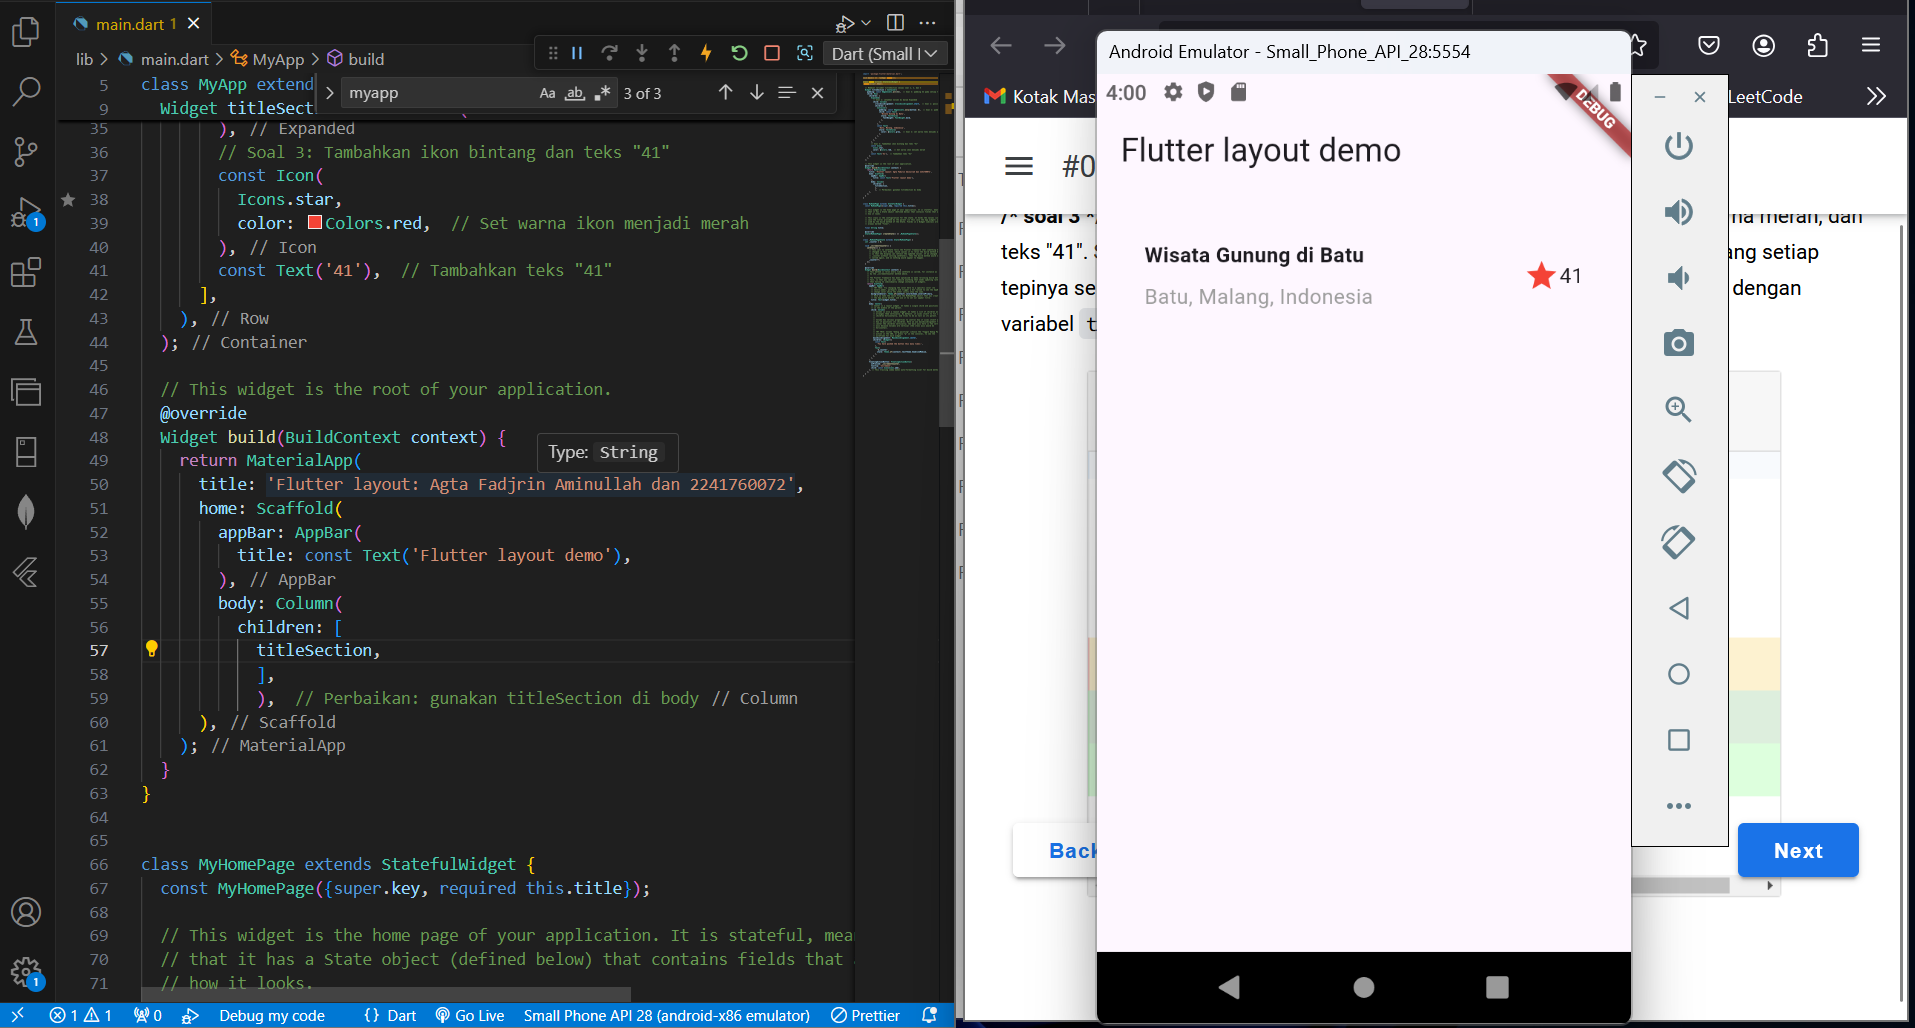 main.dart 1
lib > main.dart > MyApp > build
Dart (Small
myapp
Aa ab 3 of 3
5 class MyApp extend
9 Widget titleSect
35 ), // Expanded
36 // Soal 3: Tambahkan ikon bintang dan teks "41"
37 const Icon(
38 Icons.star,
39 color: Colors.red, // Set warna ikon menjadi merah
40 ), // Icon
41 const Text('41'), // Tambahkan teks "41"
42 ],
43 ), // Row
44 ); // Container
45
46 // This widget is the root of your application.
47 @override
48 Widget build(BuildContext context) {
Type: String
49 return MaterialApp(
50 title: 'Flutter layout: Agta Fadjrin Aminullah dan 2241760072',
51 home: Scaffold(
52 appBar: AppBar(
53 title: const Text('Flutter layout demo'),
54 ), // AppBar
55 body: Column(
56 children: [
57 titleSection,
58 ],
59 ), // Perbaikan: gunakan titleSection di body // Column
60 ), // Scaffold
61 ); // MaterialApp
62 }
63 }
64
65
66 class MyHomePage extends StatefulWidget {
67 const MyHomePage({super.key, required this.title});
68
69 // This widget is the home page of your application. It is stateful, mea
70 // that it has a State object (defined below) that contains fields that
71 // how it looks.
1
1
1 1 0 Debug my code {} Dart Go Live Small Phone API 28 (android-x86 emulator) Prettier
Kotak Mas
LeetCode
#0
/* soal 3 *
na merah, dan
teks "41".
ang setiap
tepinya se
dengan
variabel
Back
Next
Android Emulator - Small_Phone_API_28:5554
4:00
DEBUG
Flutter layout demo
Wisata Gunung di Batu
41
Batu, Malang, Indonesia